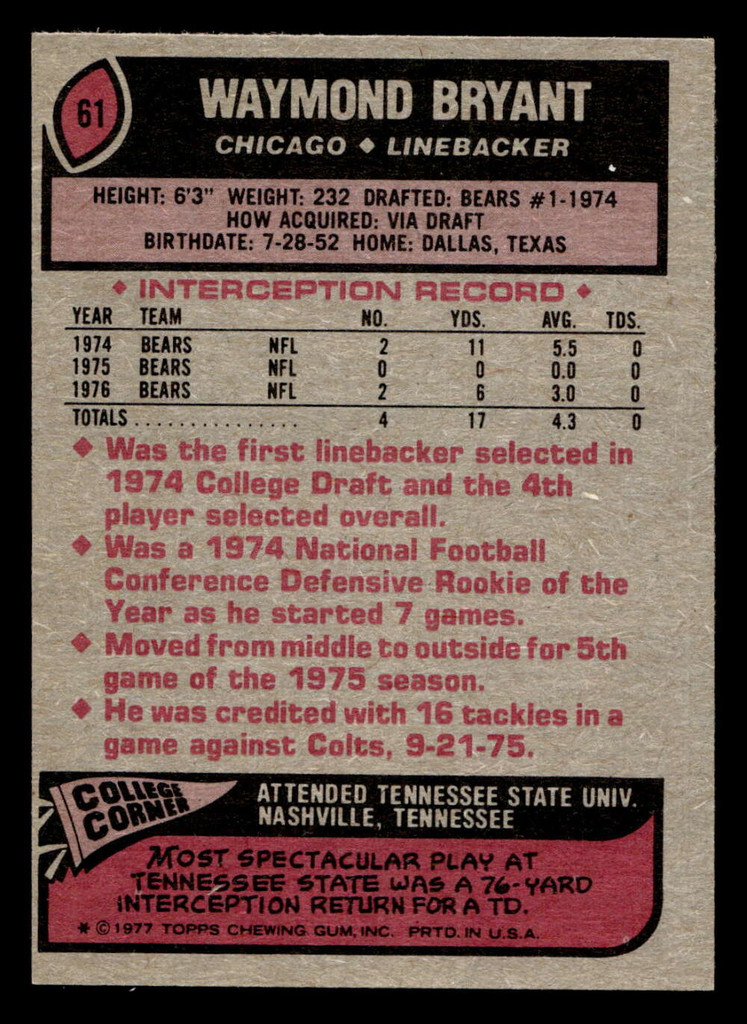 61
WAYMOND BRYANT
CHICAGO ◆ LINEBACKER
HEIGHT: 6'3" WEIGHT: 232 DRAFTED: BEARS #1-1974
HOW ACQUIRED: VIA DRAFT
BIRTHDATE: 7-28-52 HOME: DALLAS, TEXAS
◆ INTERCEPTION RECORD ◆
YEAR TEAM NO. YDS. AVG. TDS.
1974 BEARS NFL 2 11 5.5 0
1975 BEARS NFL 0 0 0.0 0
1976 BEARS NFL 2 6 3.0 0
TOTALS ................ 4 17 4.3 0
◆ Was the first linebacker selected in
1974 College Draft and the 4th
player selected overall.
◆ Was a 1974 National Football
Conference Defensive Rookie of the
Year as he started 7 games.
◆ Moved from middle to outside for 5th
game of the 1975 season.
◆ He was credited with 16 tackles in a
game against Colts, 9-21-75.
COLLEGE
CORNER
ATTENDED TENNESSEE STATE UNIV.
NASHVILLE, TENNESSEE
MOST SPECTACULAR PLAY AT
TENNESSEE STATE WAS A 76-YARD
INTERCEPTION RETURN FOR A TD.
* © 1977 TOPPS CHEWING GUM, INC. PRTD. IN U.S.A.